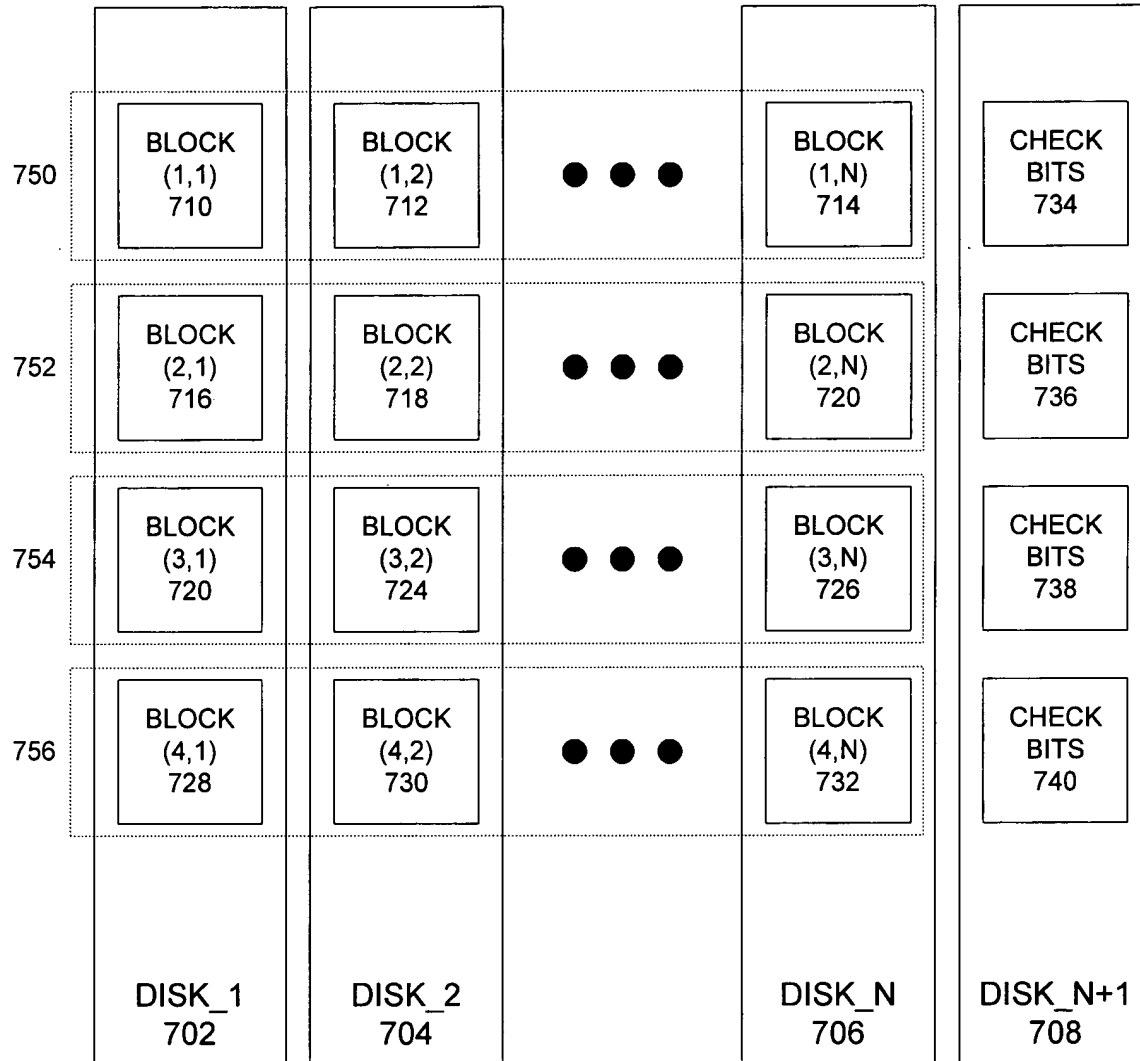 750
BLOCK
(1,1)
710
BLOCK
(1,2)
712
BLOCK
(1,N)
714
CHECK
BITS
734
752
BLOCK
(2,1)
716
BLOCK
(2,2)
718
BLOCK
(2,N)
720
CHECK
BITS
736
754
BLOCK
(3,1)
720
BLOCK
(3,2)
724
BLOCK
(3,N)
726
CHECK
BITS
738
756
BLOCK
(4,1)
728
BLOCK
(4,2)
730
BLOCK
(4,N)
732
CHECK
BITS
740
DISK_1
702
DISK_2
704
DISK_N
706
DISK_N+1
708